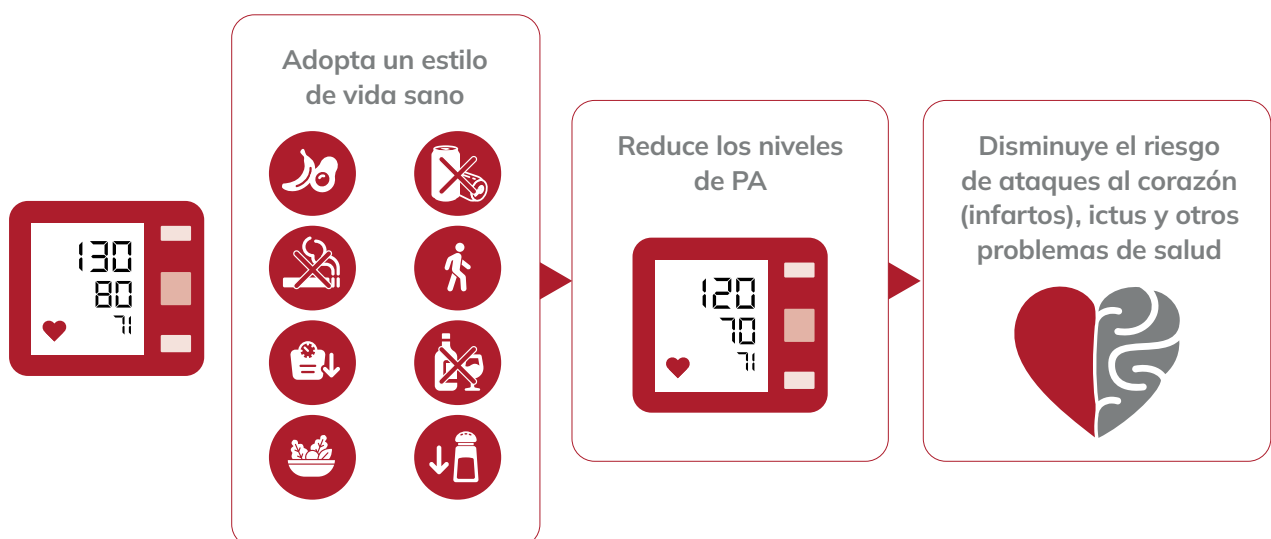 130
80
71
Adopta un estilo
de vida sano
Reduce los niveles
de PA
120
70
71
Disminuye el riesgo
de ataques al corazón
(infartos), ictus y otros
problemas de salud